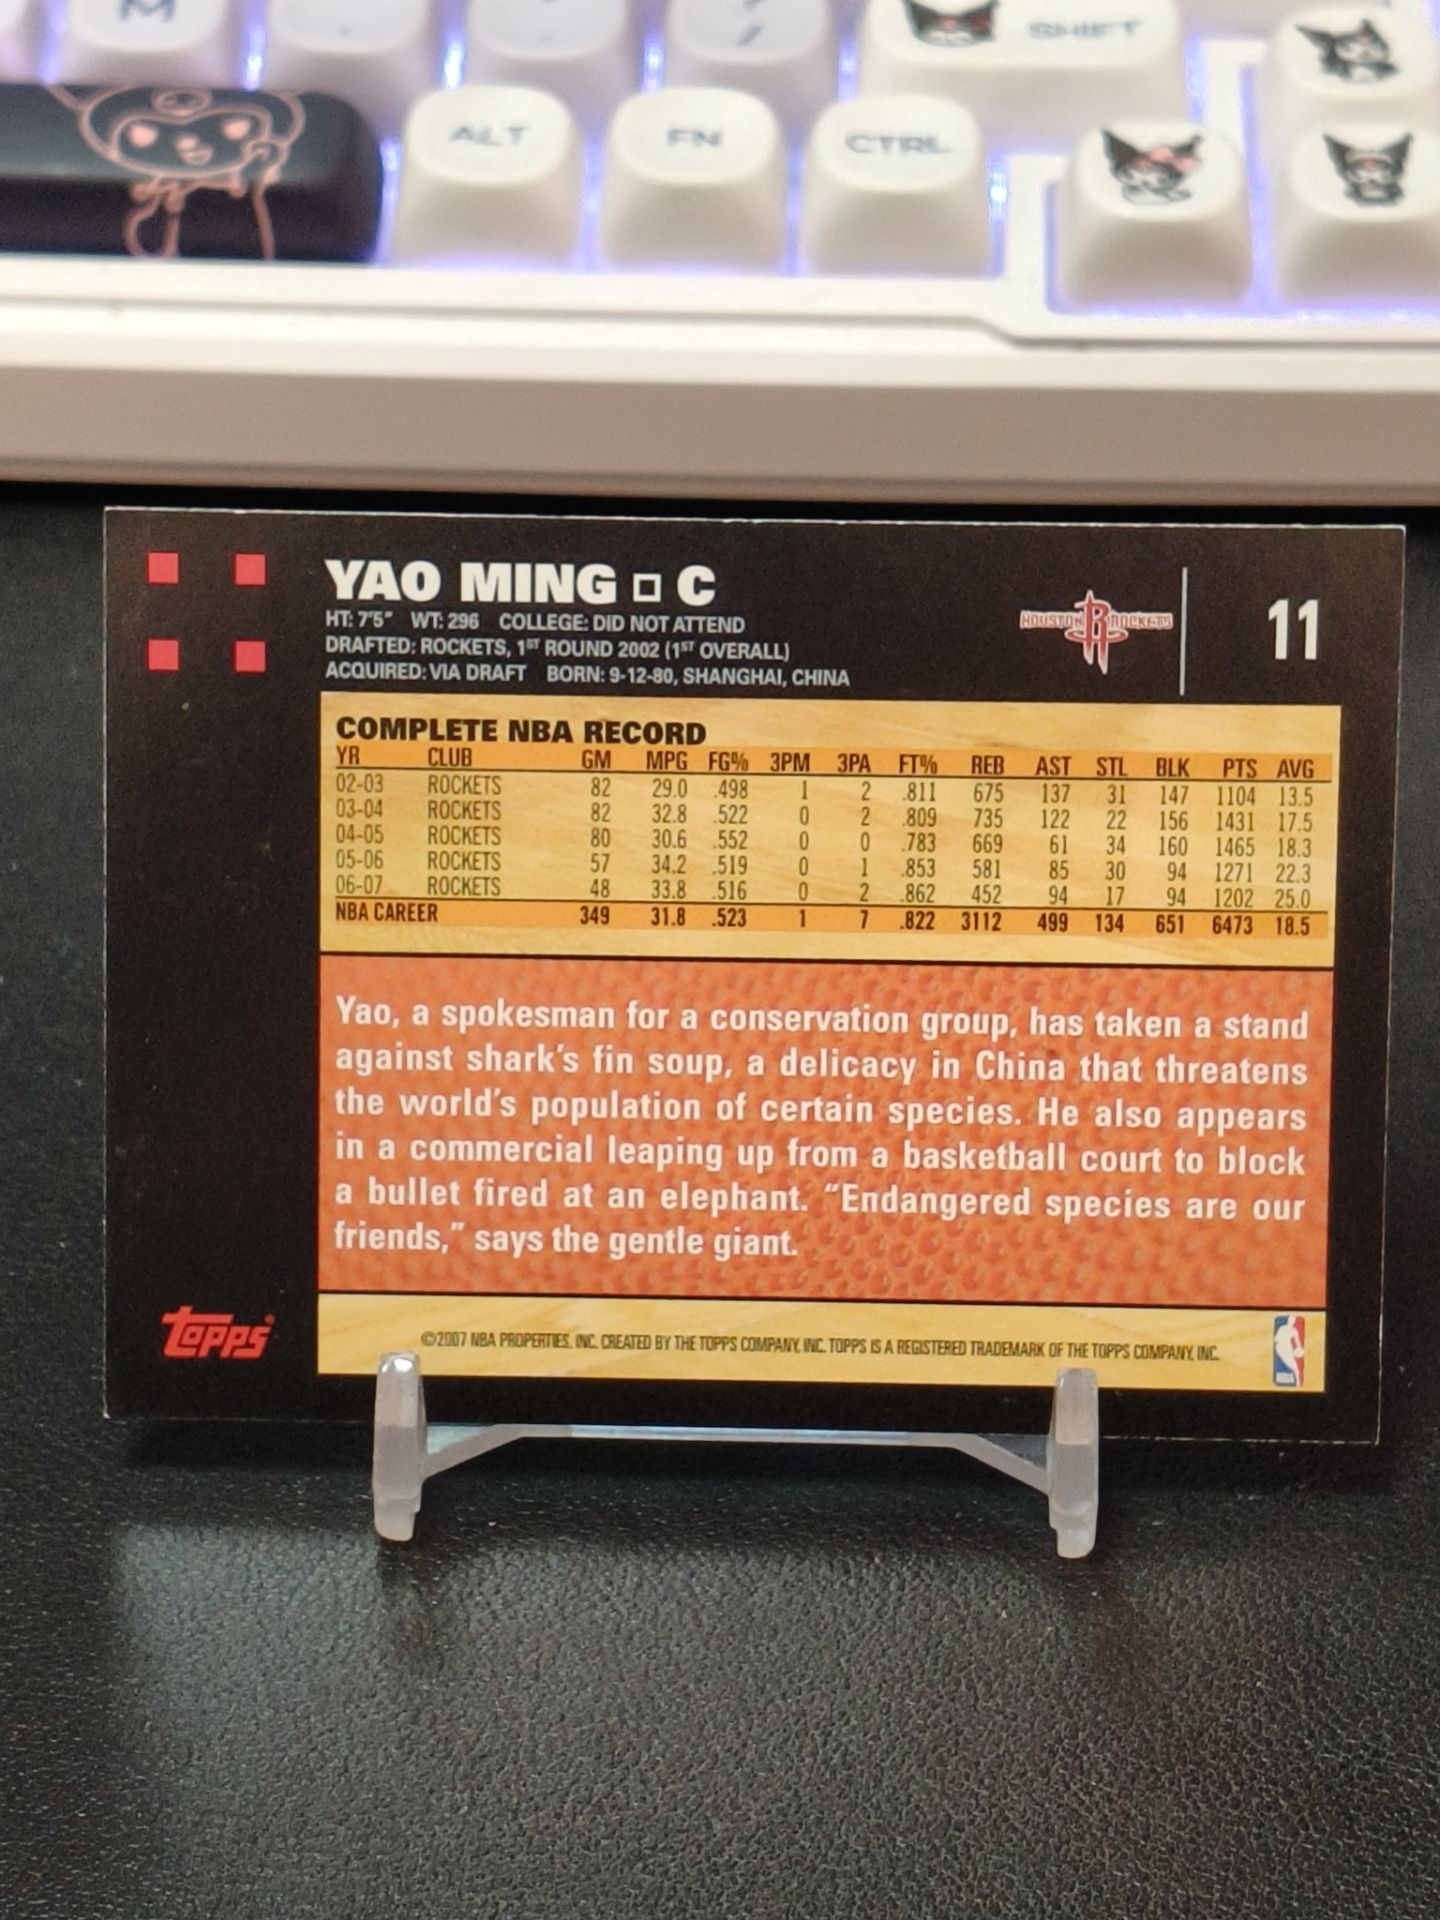 M
SHIFT
ALT
FN
CTRL
YAO MING □ C
HT: 7'5" WT: 296 COLLEGE: DID NOT ATTEND
DRAFTED: ROCKETS, 1ST ROUND 2002 (1ST OVERALL)
ACQUIRED: VIA DRAFT BORN: 9-12-80, SHANGHAI, CHINA
HOUSTON ROCKETS
11
COMPLETE NBA RECORD
YR CLUB GM MPG FG% 3PM 3PA FT% REB AST STL BLK PTS AVG
02-03 ROCKETS 82 29.0 .498 1 2 .811 675 137 31 147 1104 13.5
03-04 ROCKETS 82 32.8 .522 0 2 .809 735 122 22 156 1431 17.5
04-05 ROCKETS 80 30.6 .552 0 0 .783 669 61 34 160 1465 18.3
05-06 ROCKETS 57 34.2 .519 0 1 .853 581 85 30 94 1271 22.3
06-07 ROCKETS 48 33.8 .516 0 2 .862 452 94 17 94 1202 25.0
NBA CAREER 349 31.8 .523 1 7 .822 3112 499 134 651 6473 18.5
Yao, a spokesman for a conservation group, has taken a stand
against shark's fin soup, a delicacy in China that threatens
the world's population of certain species. He also appears
in a commercial leaping up from a basketball court to block
a bullet fired at an elephant. "Endangered species are our
friends," says the gentle giant.
topps®
©2007 NBA PROPERTIES, INC. CREATED BY THE TOPPS COMPANY, INC. TOPPS IS A REGISTERED TRADEMARK OF THE TOPPS COMPANY, INC.
NBA